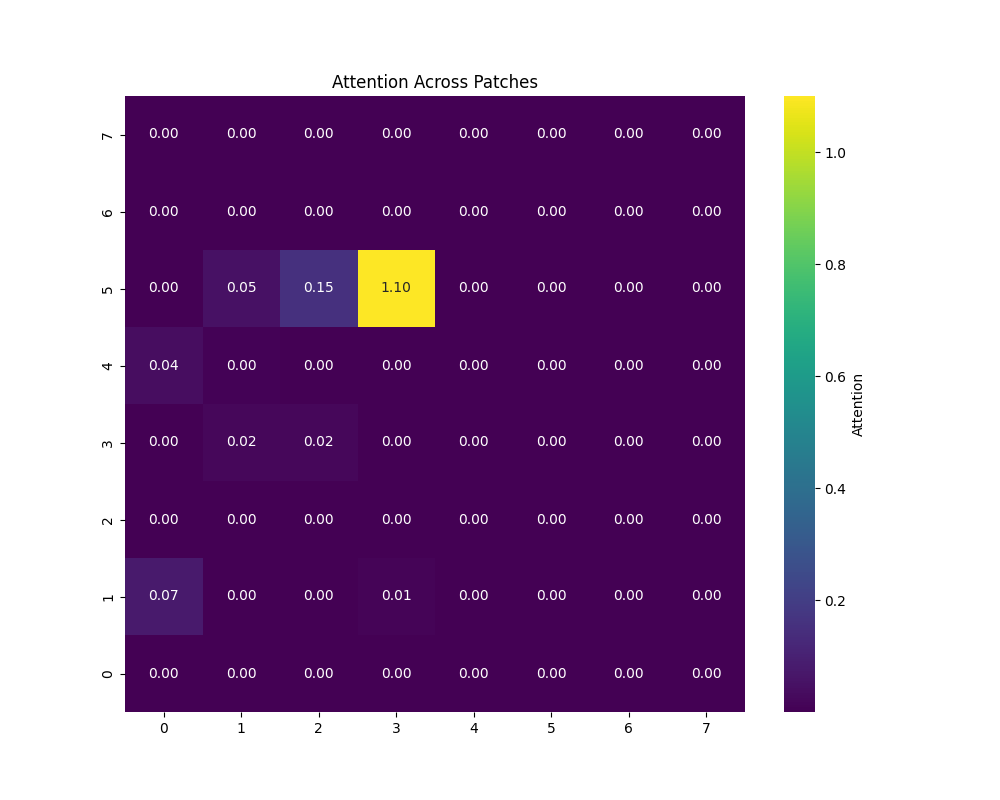 Attention Across Patches
7 0.00 0.00 0.00 0.00 0.00 0.00 0.00 0.00
6 0.00 0.00 0.00 0.00 0.00 0.00 0.00 0.00
5 0.00 0.05 0.15 1.10 0.00 0.00 0.00 0.00
4 0.04 0.00 0.00 0.00 0.00 0.00 0.00 0.00
3 0.00 0.02 0.02 0.00 0.00 0.00 0.00 0.00
2 0.00 0.00 0.00 0.00 0.00 0.00 0.00 0.00
1 0.07 0.00 0.00 0.01 0.00 0.00 0.00 0.00
0 0.00 0.00 0.00 0.00 0.00 0.00 0.00 0.00
0 1 2 3 4 5 6 7
1.0
0.8
0.6
0.4
0.2
Attention